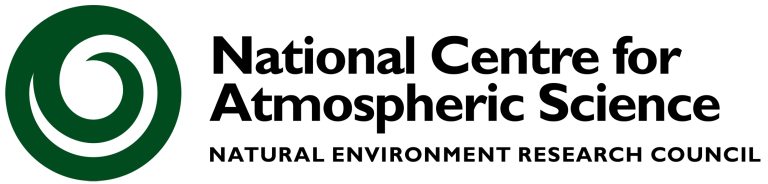 National Centre for
Atmospheric Science
NATURAL ENVIRONMENT RESEARCH COUNCIL